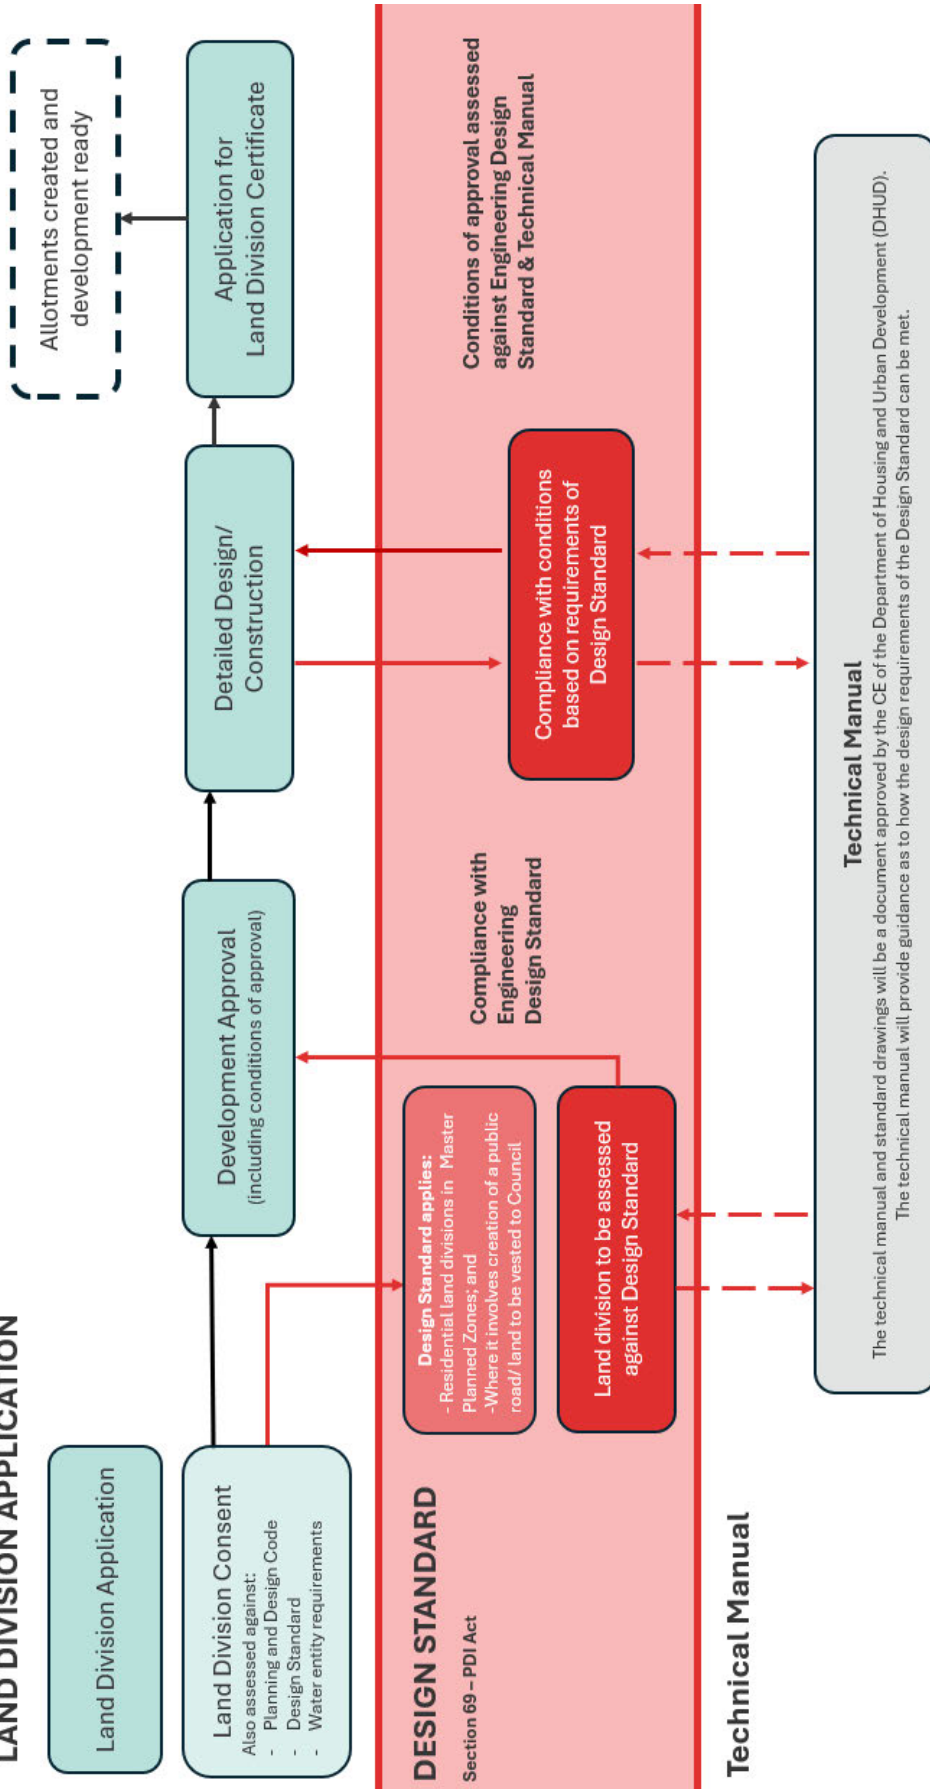 LAND DIVISION APPLICATION
Land Division Application
Land Division Consent
Also assessed against:
- Planning and Design Code
- Design Standard
- Water entity requirements
Development Approval
(including conditions of approval)
Detailed Design/
Construction
Application for
Land Division Certificate
Allotments created and
development ready
DESIGN STANDARD
Section 69 – PDI Act
Design Standard applies:
- Residential land divisions in Master
Planned Zones; and
-Where it involves creation of a public
road/ land to be vested to Council
Land division to be assessed
against Design Standard
Compliance with
Engineering
Design Standard
Compliance with conditions
based on requirements of
Design Standard
Conditions of approval assessed
against Engineering Design
Standard & Technical Manual
Technical Manual
Technical Manual
The technical manual and standard drawings will be a document approved by the CE of the Department of Housing and Urban Development (DHUD).
The technical manual will provide guidance as to how the design requirements of the Design Standard can be met.